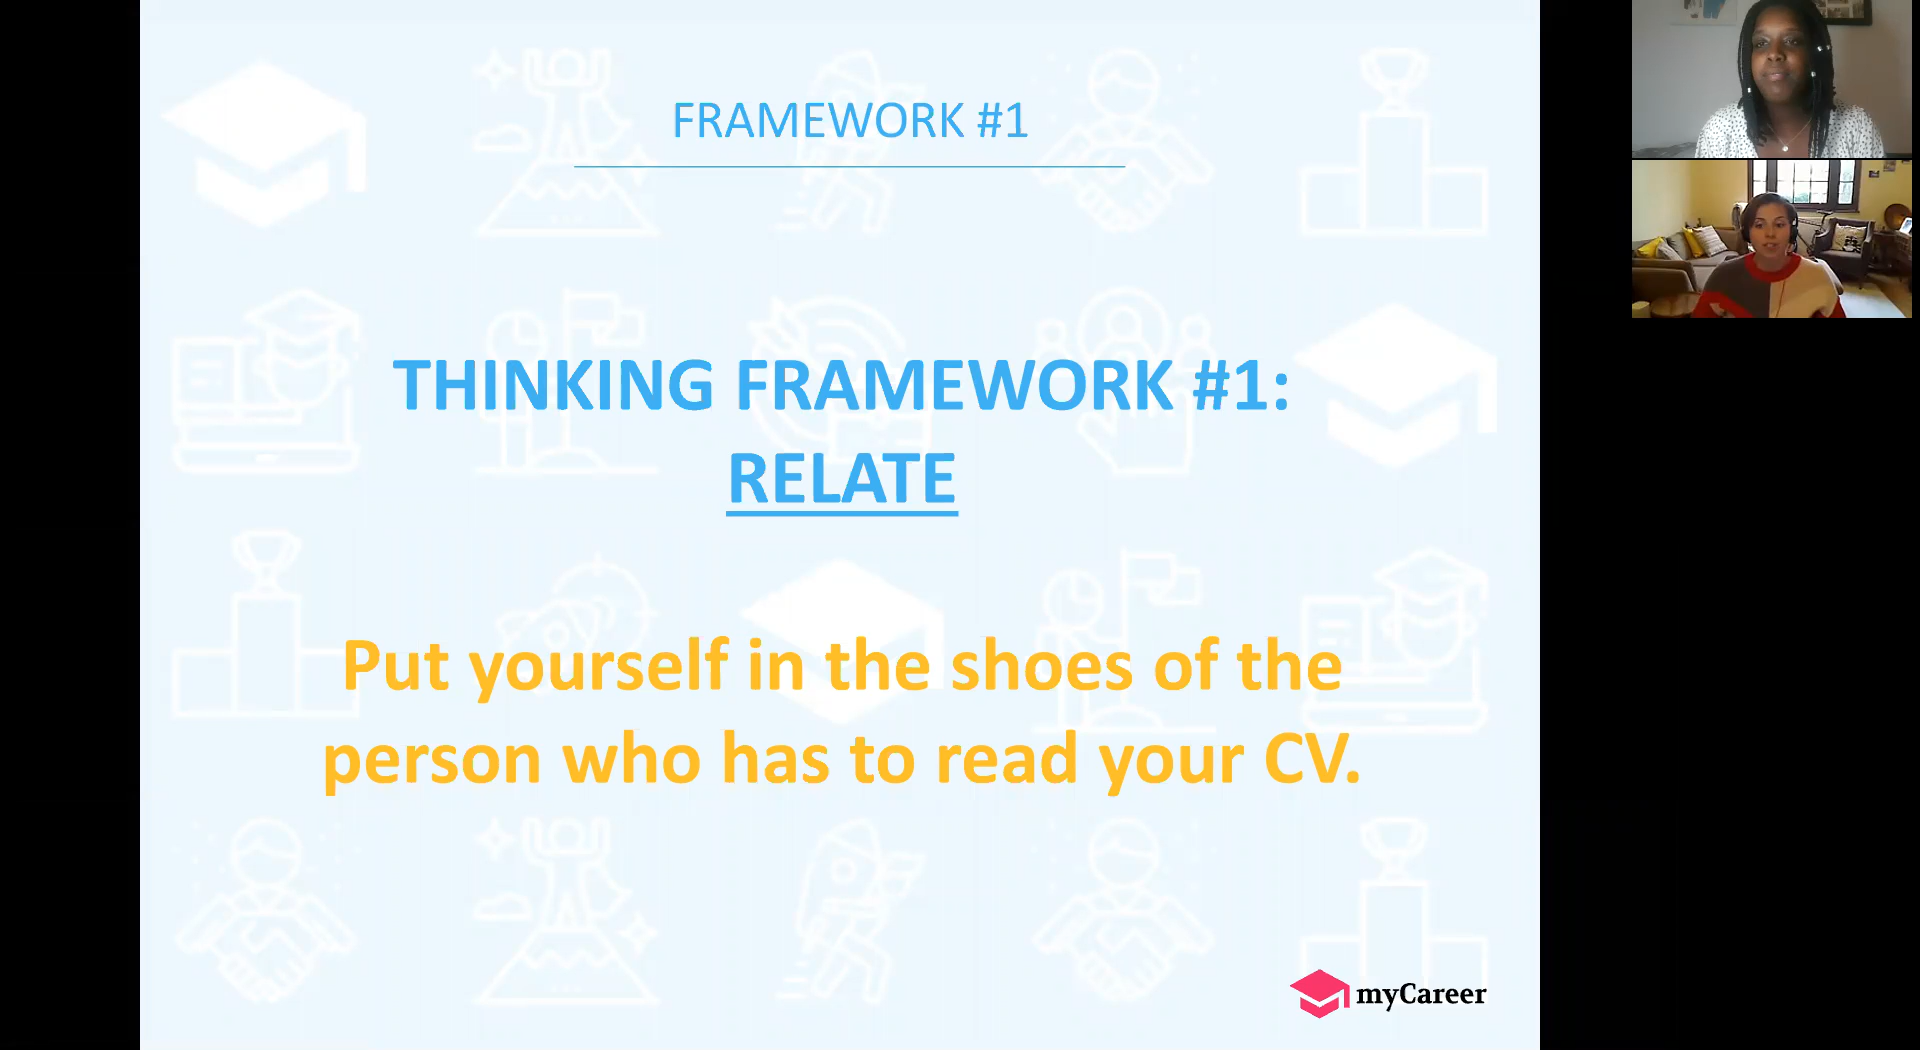 FRAMEWORK #1
THINKING FRAMEWORK #1:
RELATE
Put yourself in the shoes of the
person who has to read your CV.
myCareer